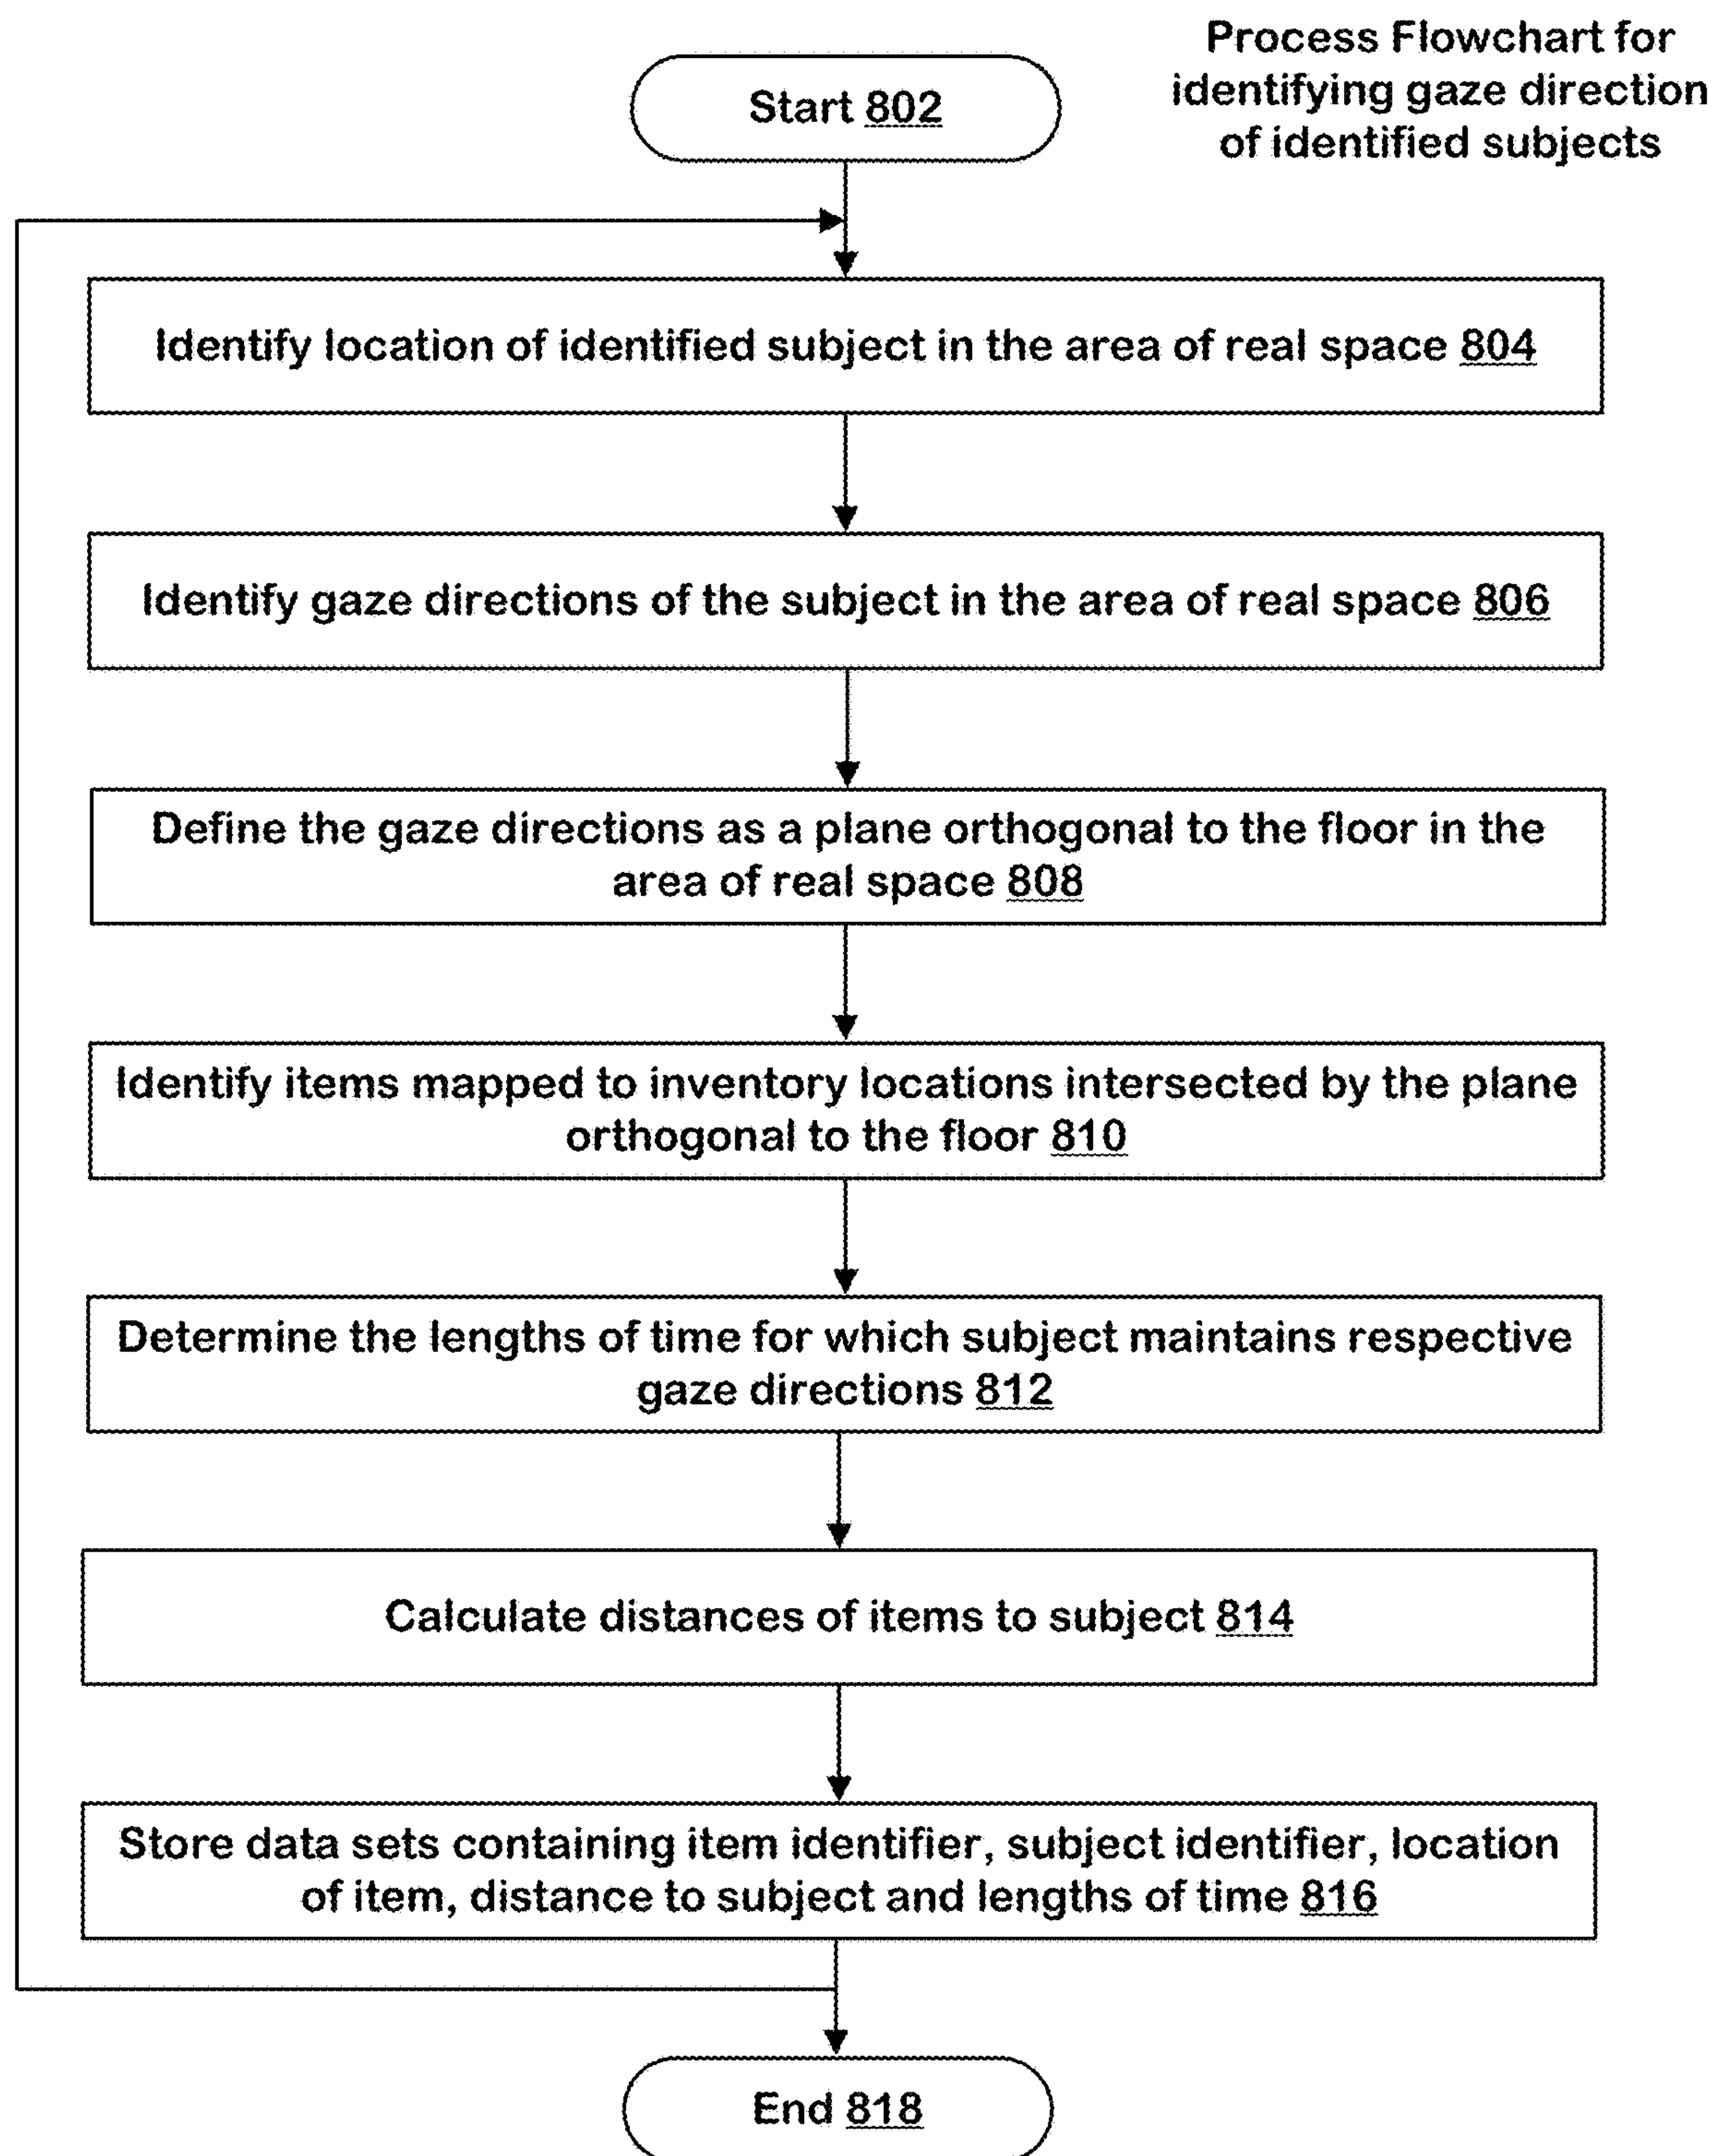 Process Flowchart for
identifying gaze direction
of identified subjects
Start 802
Identify location of identified subject in the area of real space 804
Identify gaze directions of the subject in the area of real space 806
Define the gaze directions as a plane orthogonal to the floor in the
area of real space 808
Identify items mapped to inventory locations intersected by the plane
orthogonal to the floor 810
Determine the lengths of time for which subject maintains respective
gaze directions 812
Calculate distances of items to subject 814
Store data sets containing item identifier, subject identifier, location
of item, distance to subject and lengths of time 816
End 818